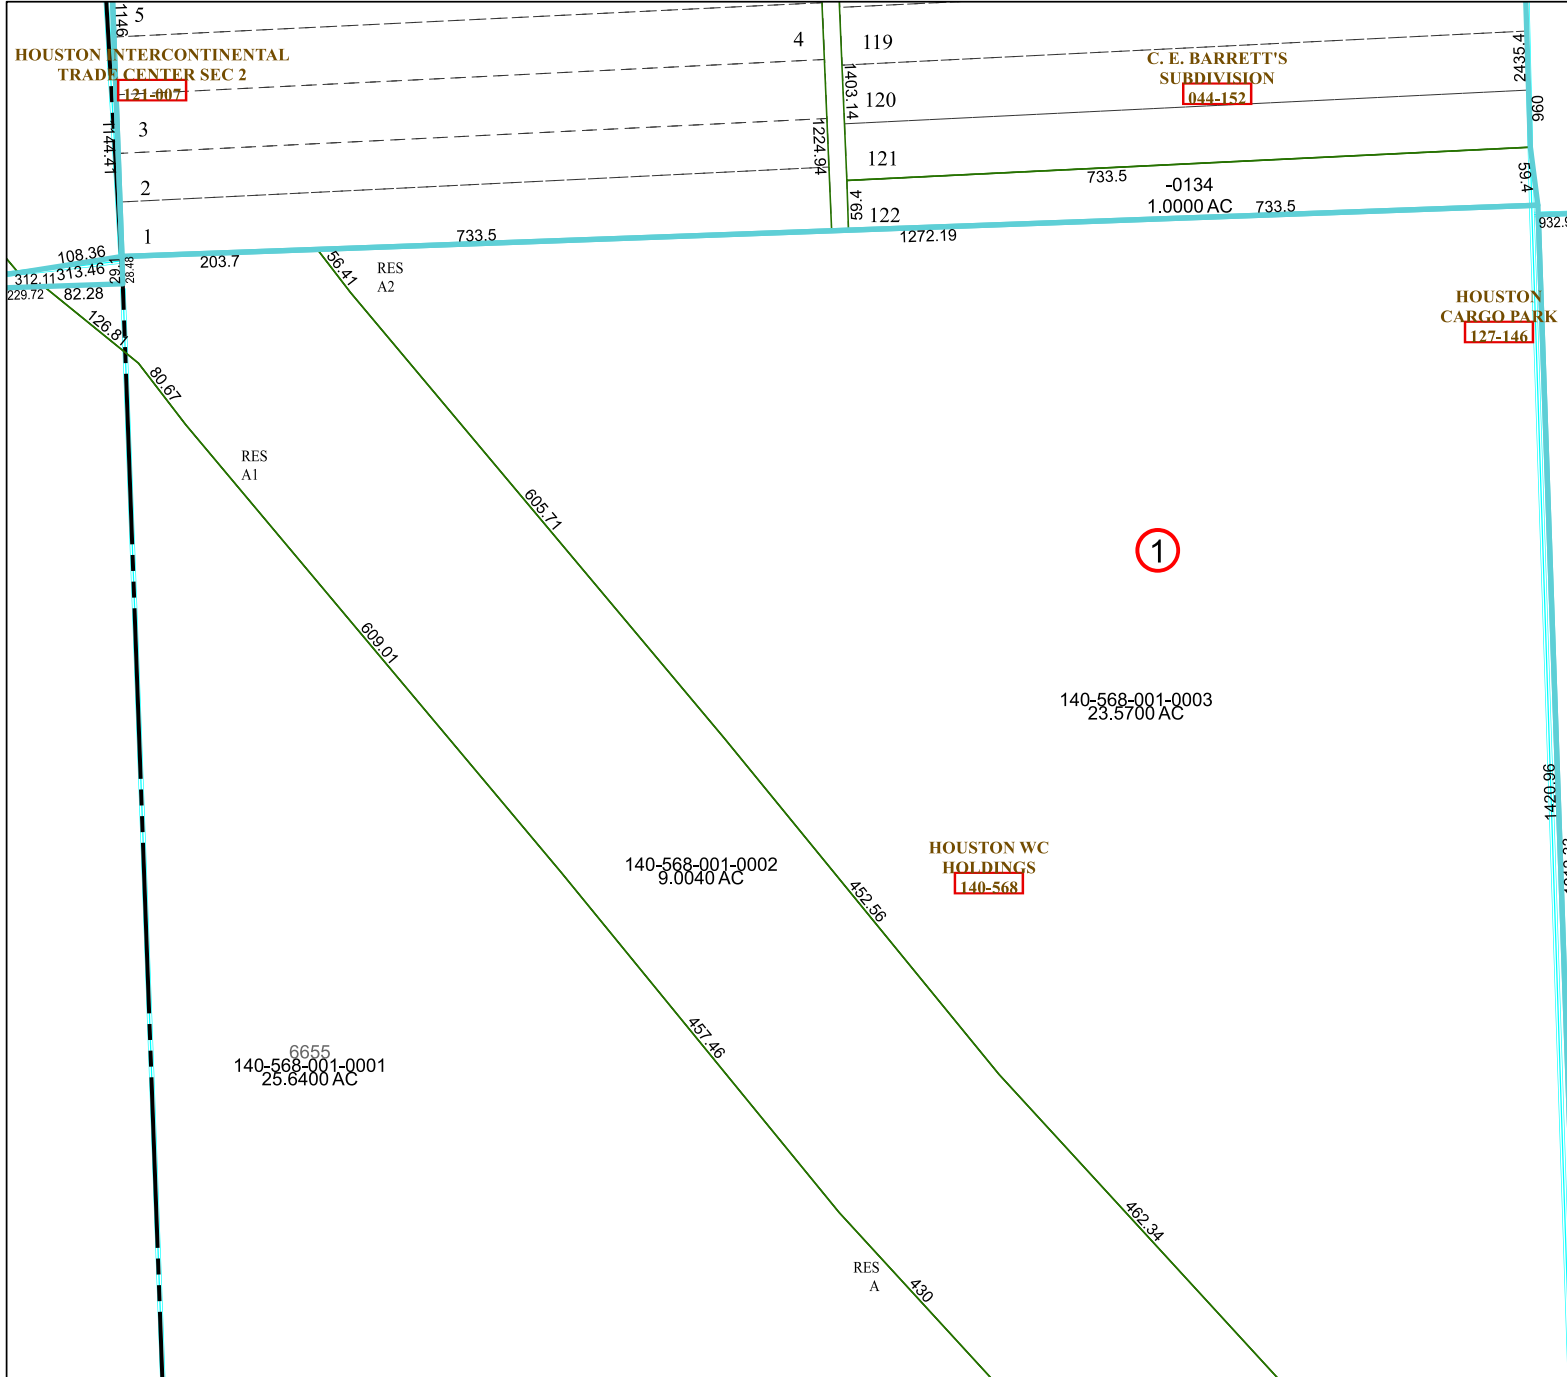 1146
5
HOUSTON INTERCONTINENTAL
TRADE CENTER SEC 2
121-007
4
119
1403.14
C. E. BARRETT'S
SUBDIVISION
044-152
2435.4
960
120
3
1144.41
1224.94
121
733.5
-0134
1.0000 AC
59.4
2
59.4
122
733.5
1
733.5
1272.19
932.9
108.36
203.7
312.11
313.46
29.1
28.48
229.72
82.28
56.41
RES
A2
HOUSTON
CARGO PARK
127-146
126.87
80.67
RES
A1
605.71
1
609.01
140-568-001-0003
23.5700 AC
1420.96
HOUSTON WC
HOLDINGS
140-568
140-568-001-0002
9.0040 AC
452.56
457.46
6655
140-568-001-0001
25.6400 AC
462.34
RES
A
430